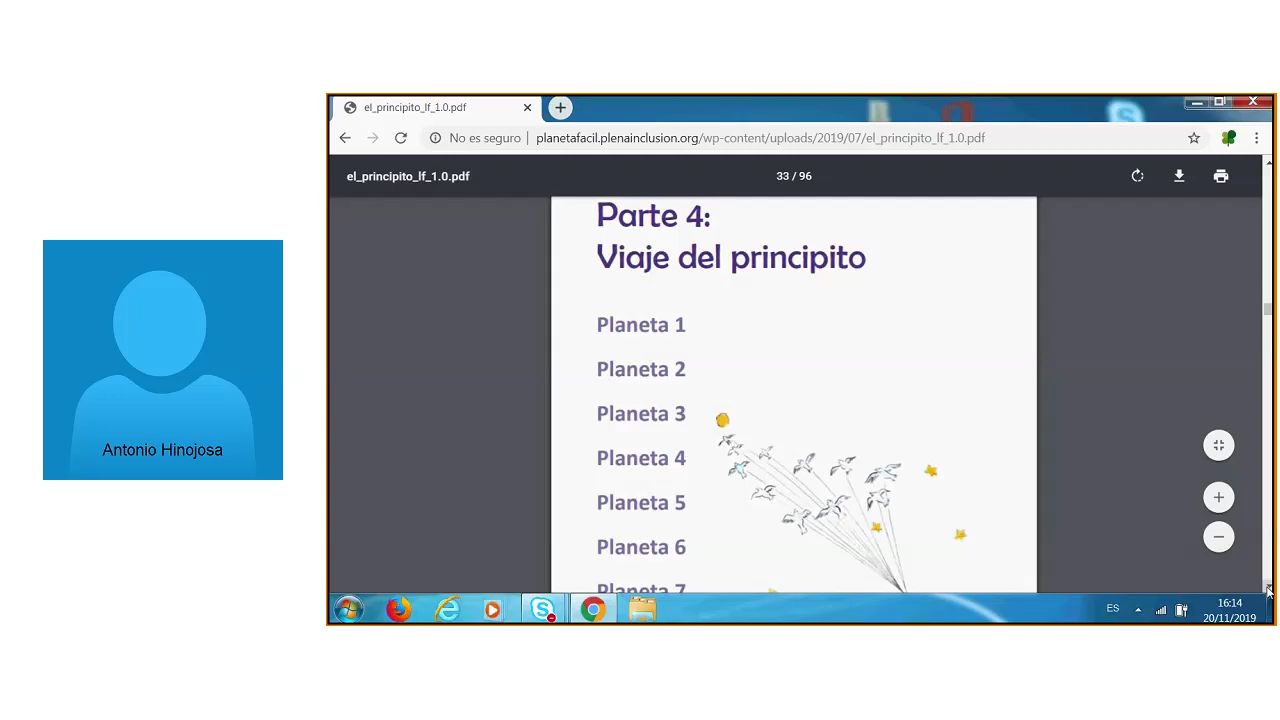 el_principito_lf_1.0.pdf
No es seguro planetafacil.plenainclusion.org/wp-content/uploads/2019/07/el_principito_lf_1.0.pdf
el_principito_lf_1.0.pdf 33 / 96
Parte 4:
Viaje del principito
Planeta 1
Planeta 2
Planeta 3
Planeta 4
Planeta 5
Planeta 6
Planeta 7
Antonio Hinojosa
ES 16:14
20/11/2019